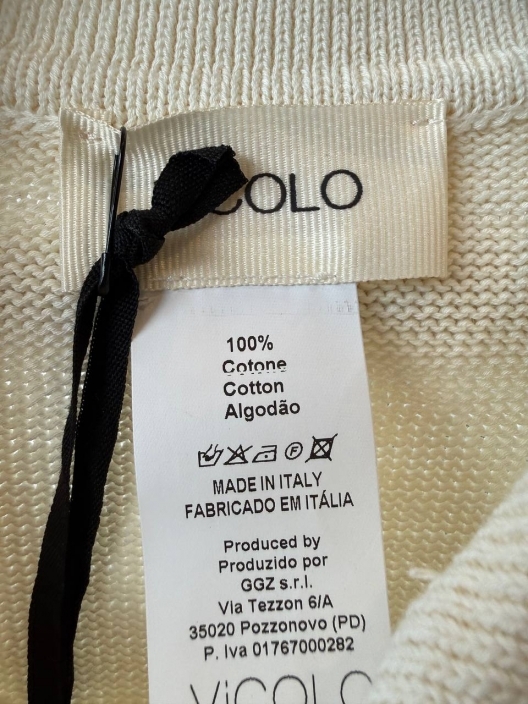 COLO
100%
Cotone
Cotton
Algodão
F
MADE IN ITALY
FABRICADO EM ITÁLIA
Produced by
Produzido por
GGZ s.r.l.
Via Tezzon 6/A
35020 Pozzonovo (PD)
P. Iva 01767000282
ViCOLO